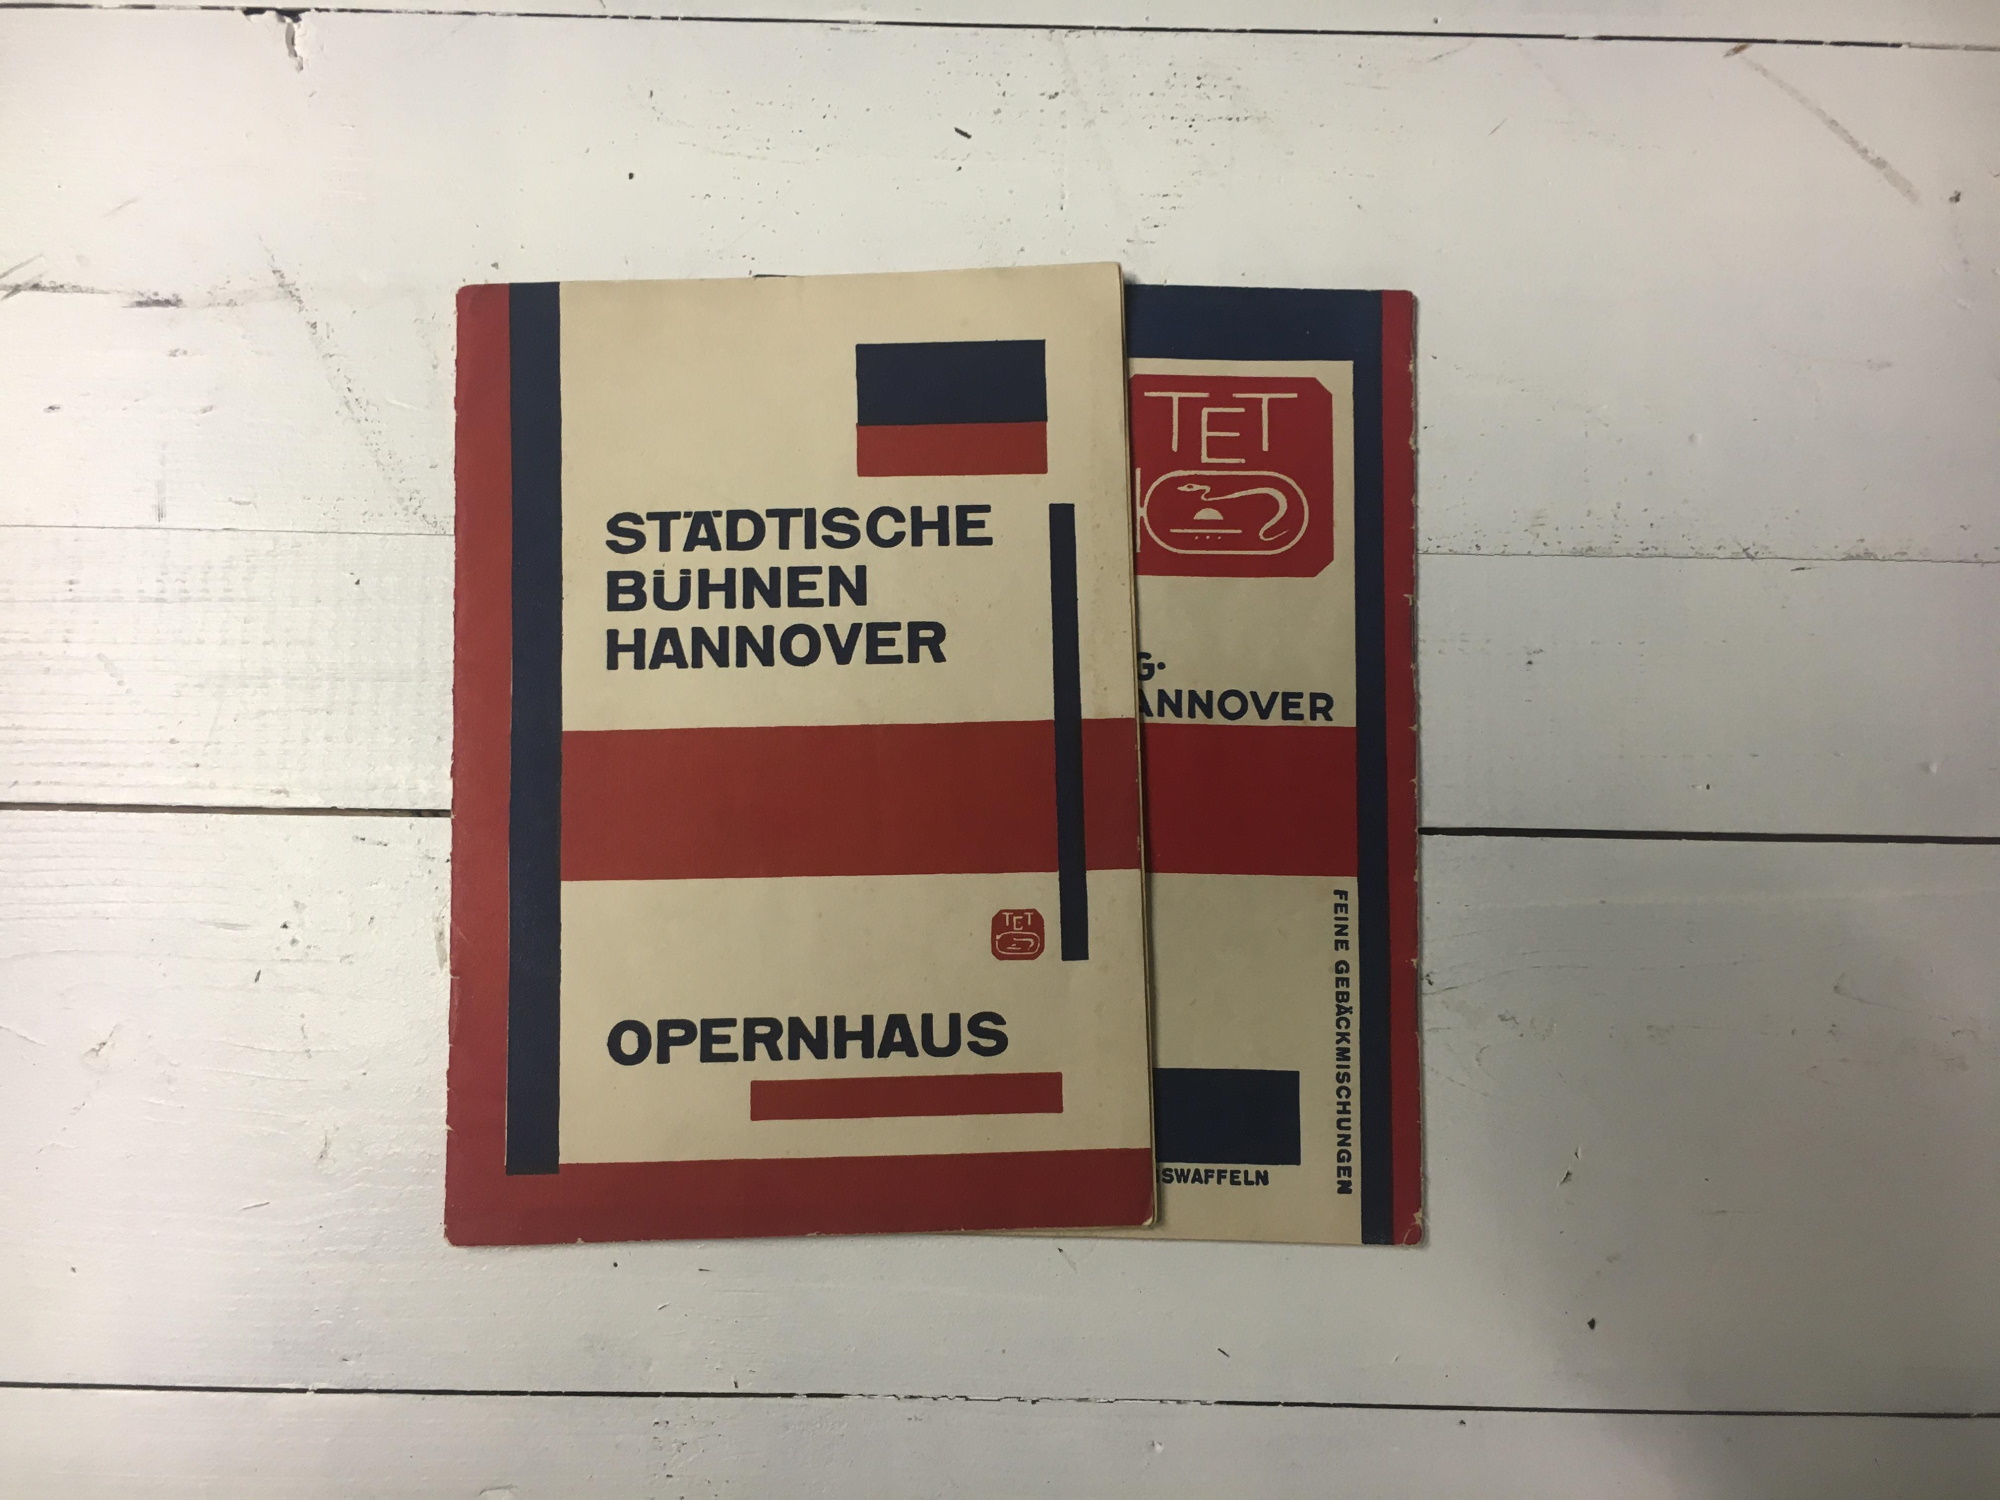 STÄDTISCHE
BÜHNEN
HANNOVER
TET
OPERNHAUS
TET
G.
ANNOVER
FEINE GEBÄCKMISCHUNGEN
SWAFFELN